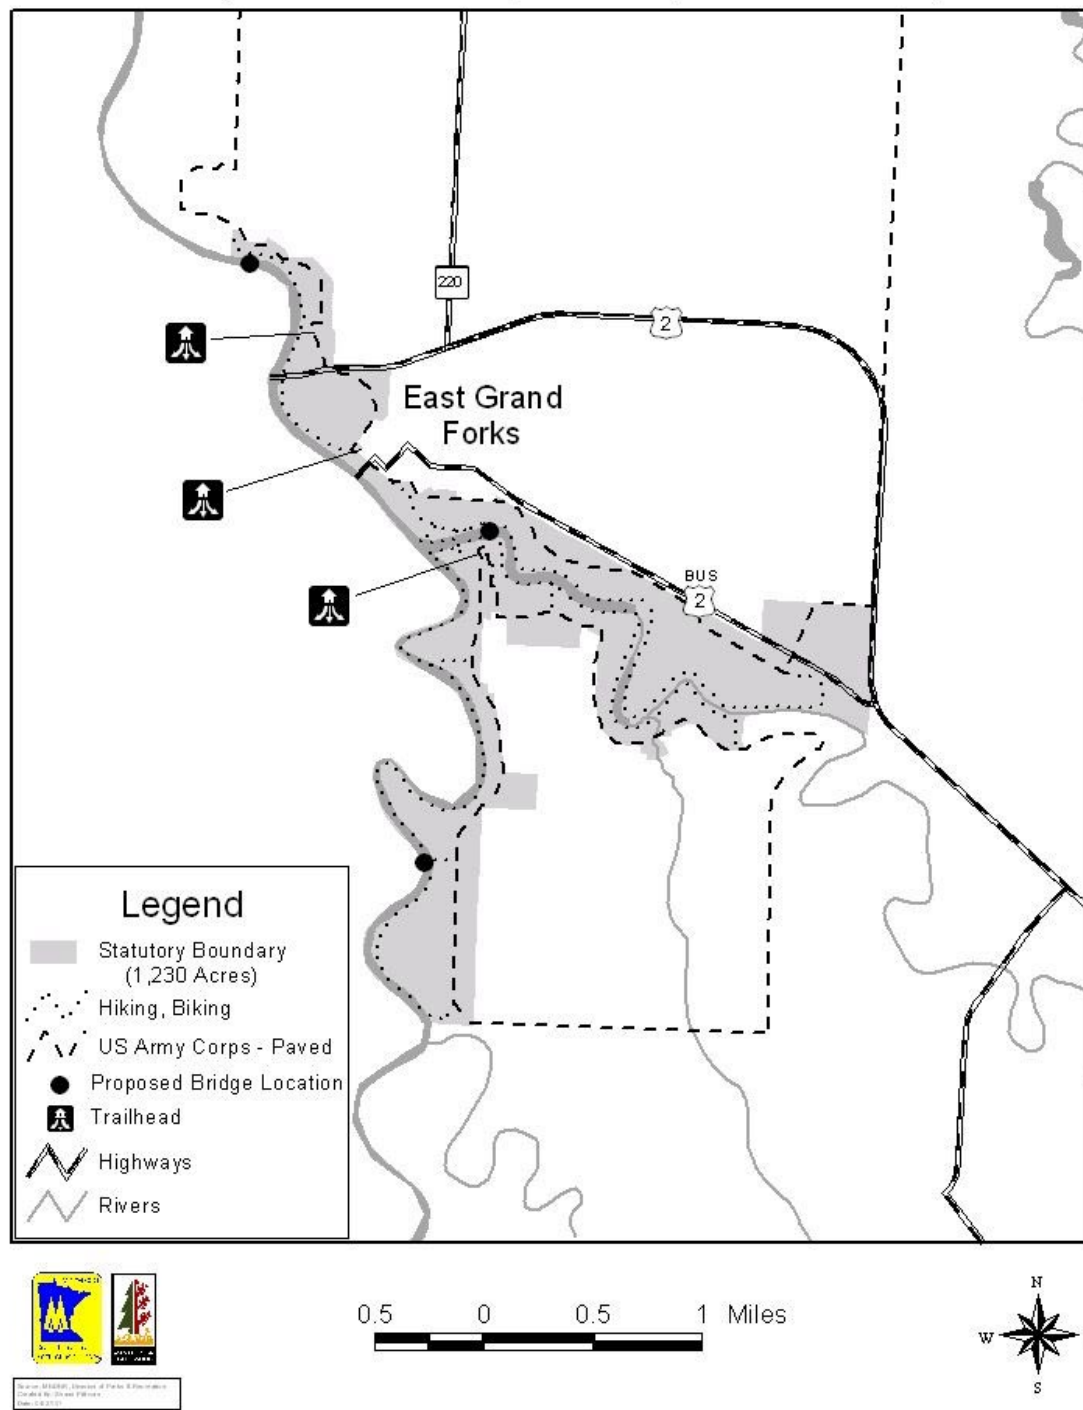 220
2
East Grand
Forks
BUS
2
Legend
Statutory Boundary
(1,230 Acres)
Hiking, Biking
US Army Corps - Paved
Proposed Bridge Location
Trailhead
Highways
Rivers
0.5 0 0.5 1 Miles
N
W
S